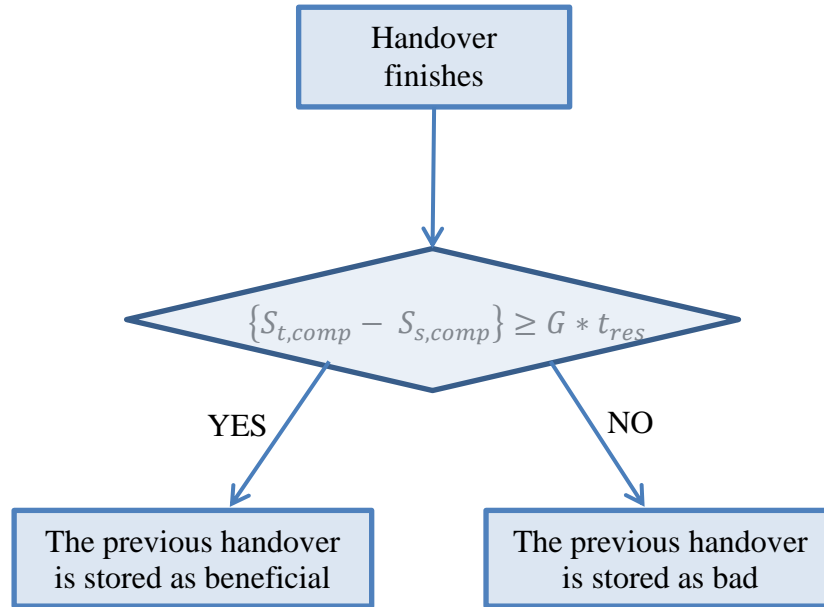 Handover
finishes
{S_{t,comp} − S_{s,comp}} ≥ G * t_{res}
YES
NO
The previous handover
is stored as beneficial
The previous handover
is stored as bad